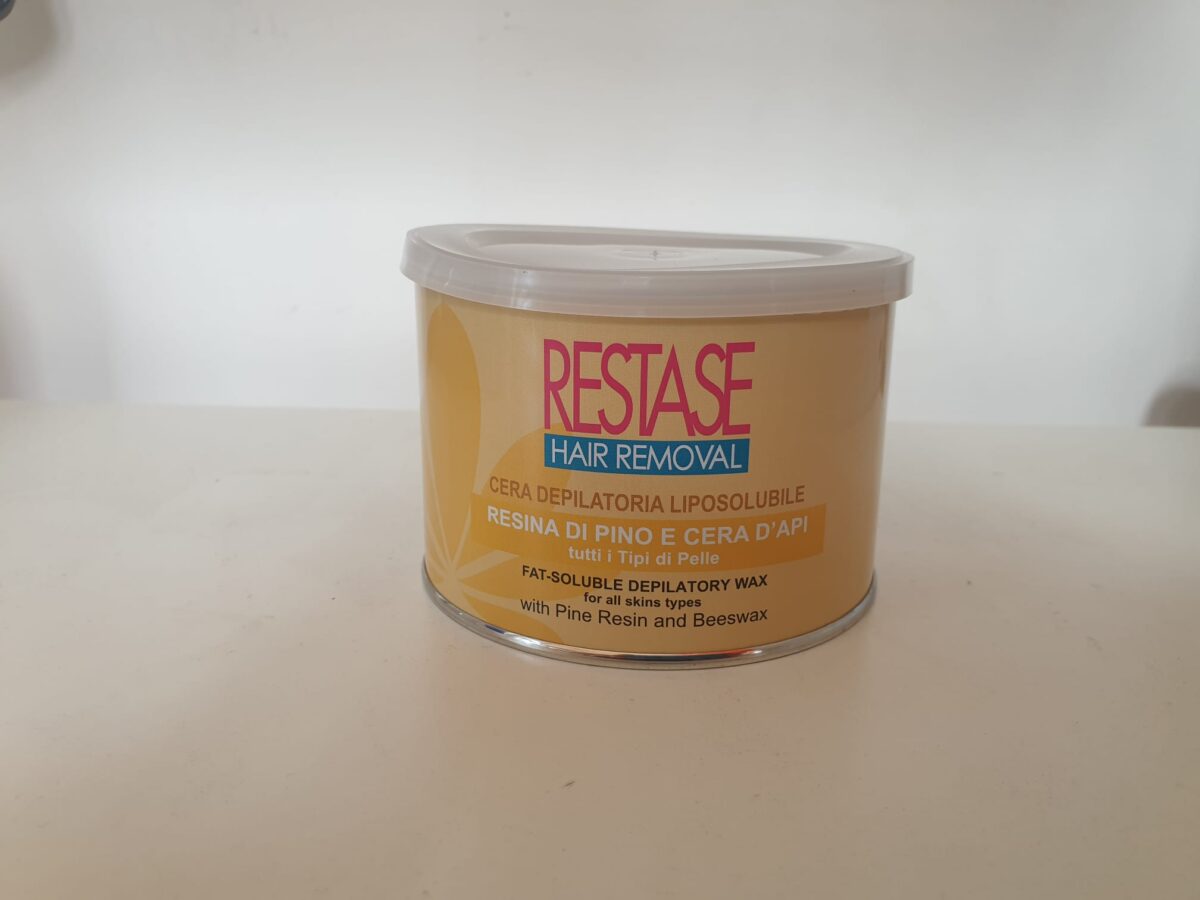 RESTASE
HAIR REMOVAL
CERA DEPILATORIA LIPOSOLUBILE
RESINA DI PINO E CERA D'API
tutti i Tipi di Pelle
FAT-SOLUBLE DEPILATORY WAX
for all skins types
with Pine Resin and Beeswax